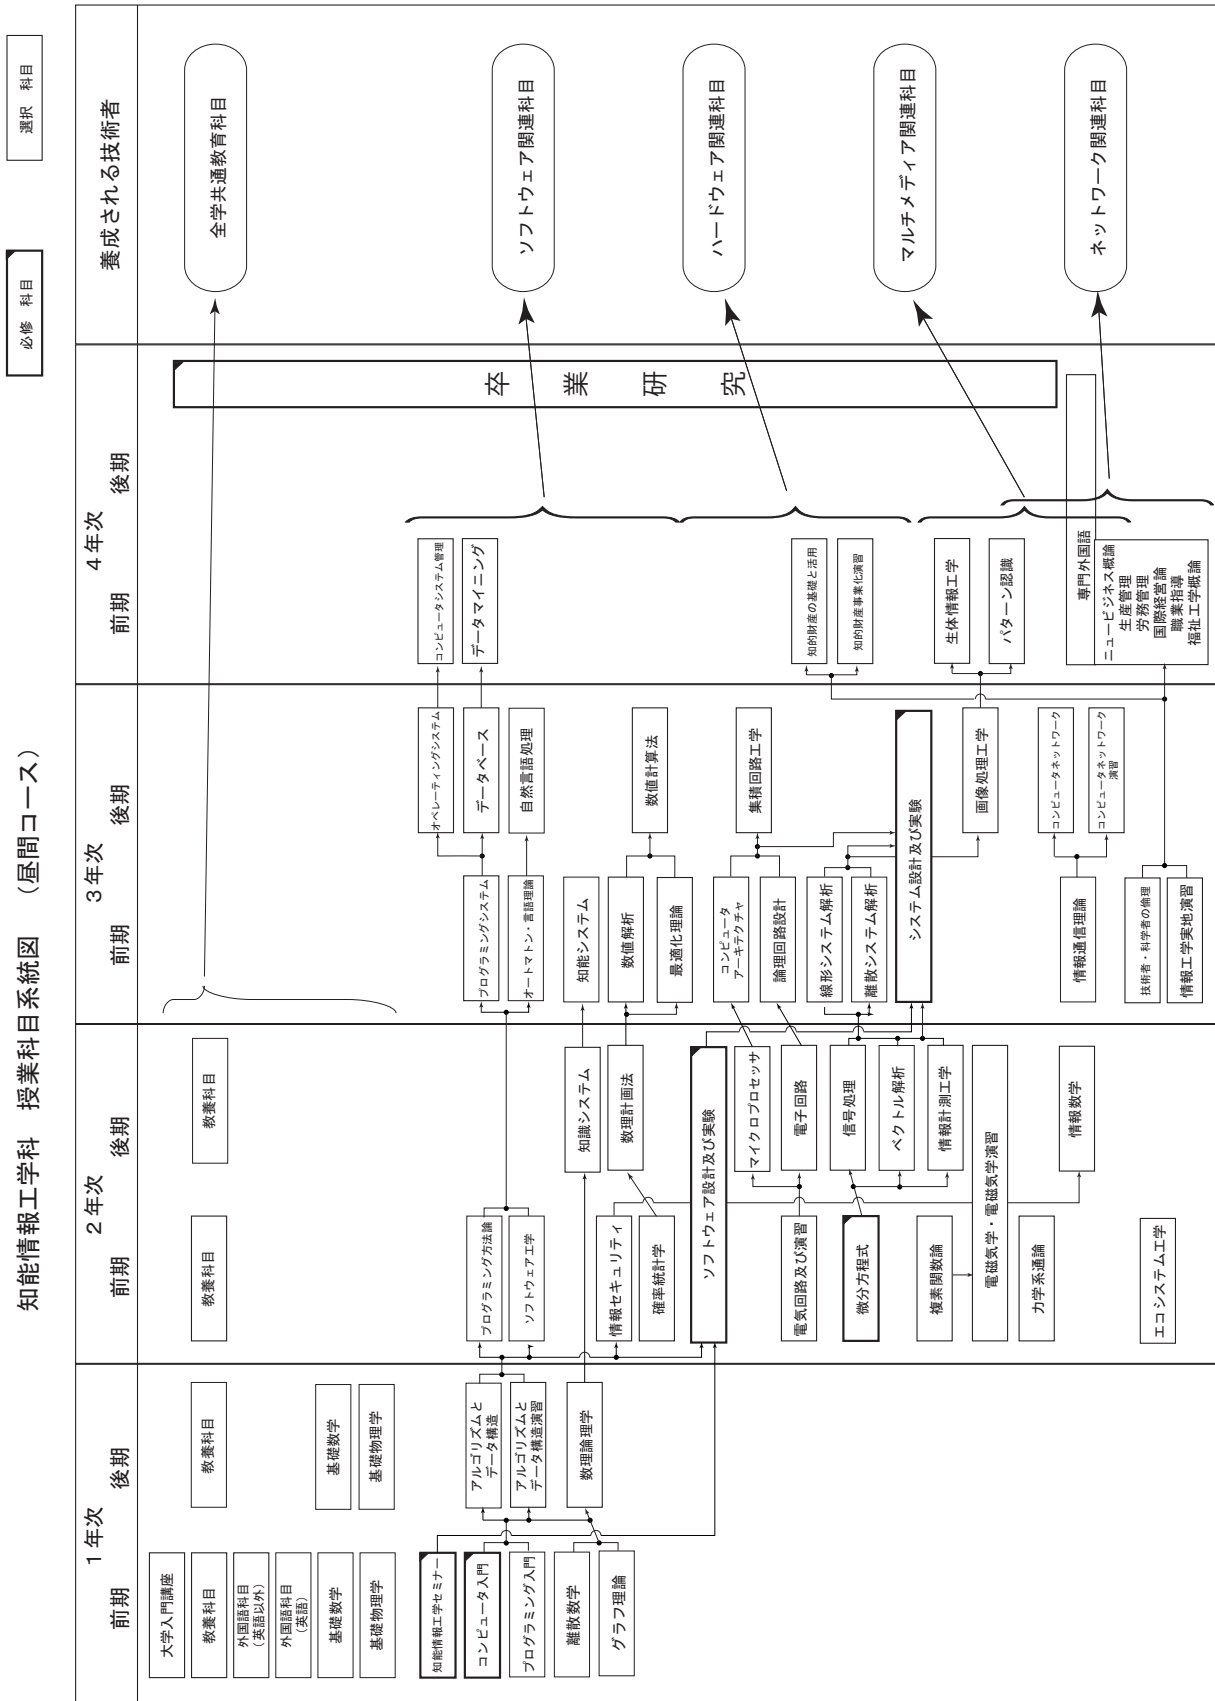 知能情報工学科　授業科目系統図　（昼間コース）
必修　科目
選択　科目
1年次
2年次
3年次
4年次
養成される技術者
前期
後期
前期
後期
前期
後期
前期
後期
大学入門講座
教養科目
外国語科目
（英語以外）
外国語科目
（英語）
基礎数学
基礎物理学
知能情報工学セミナー
コンピュータ入門
プログラミング入門
離散数学
グラフ理論
教養科目
基礎数学
基礎物理学
アルゴリズムと
データ構造
アルゴリズムと
データ構造演習
数理論理学
教養科目
プログラミング方法論
ソフトウェア工学
情報セキュリティ
確率統計学
ソフトウェア設計及び実験
電気回路及び演習
微分方程式
複素関数論
電磁気学・電磁気学演習
力学系通論
エコシステム工学
教養科目
知識システム
数理計画法
マイクロプロセッサ
電子回路
信号処理
ベクトル解析
情報計測工学
情報数学
プログラミングシステム
オートマトン・言語理論
知能システム
数値解析
最適化理論
コンピュータ
アーキテクチャ
論理回路設計
線形システム解析
離散システム解析
システム設計及び実験
情報通信理論
技術者・科学者の倫理
情報工学実地演習
オペレーティングシステム
データベース
自然言語処理
数値計算法
集積回路工学
画像処理工学
コンピュータネットワーク
コンピュータネットワーク
演習
コンピュータシステム管理
データマイニング
知的財産の基礎と活用
知的財産事業化演習
生体情報工学
パターン認識
専門外国語
ニュービジネス概論
生産管理
労務管理
国際経営論
職業指導
福祉工学概論
卒業研究
全学共通教育科目
ソフトウェア関連科目
ハードウェア関連科目
マルチメディア関連科目
ネットワーク関連科目